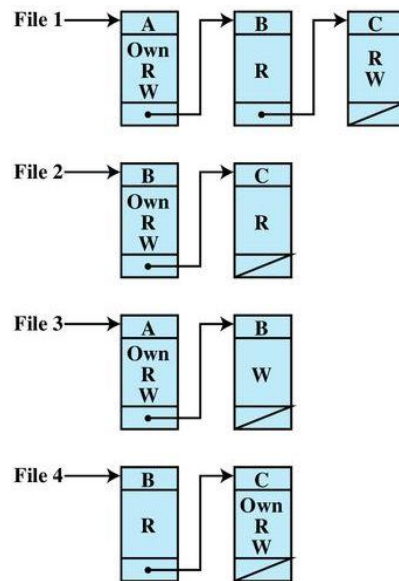 File 1 A B C
Own R R
R W
W
File 2 B C
Own R
R
W
File 3 A B
Own W
R
W
File 4 B C
R Own
R
W